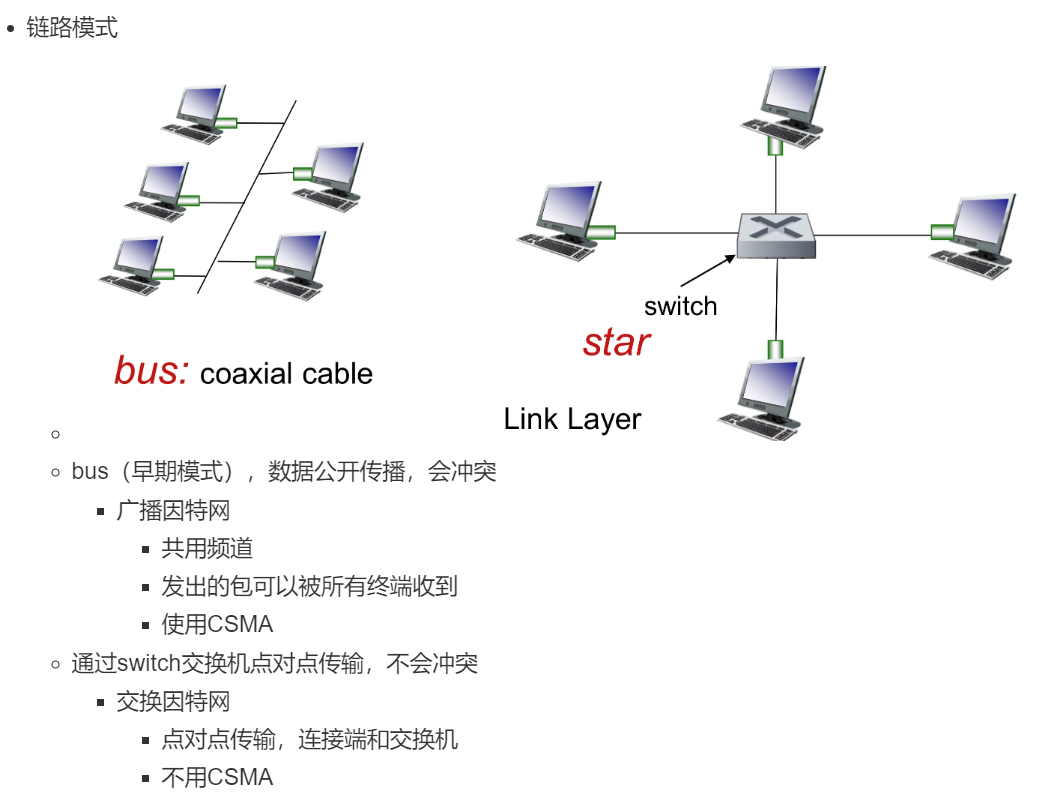 链路模式
switch
star
bus: coaxial cable
Link Layer
bus（早期模式），数据公开传播，会冲突
广播因特网
共用频道
发出的包可以被所有终端收到
使用CSMA
通过switch交换机点对点传输，不会冲突
交换因特网
点对点传输，连接端和交换机
不用CSMA